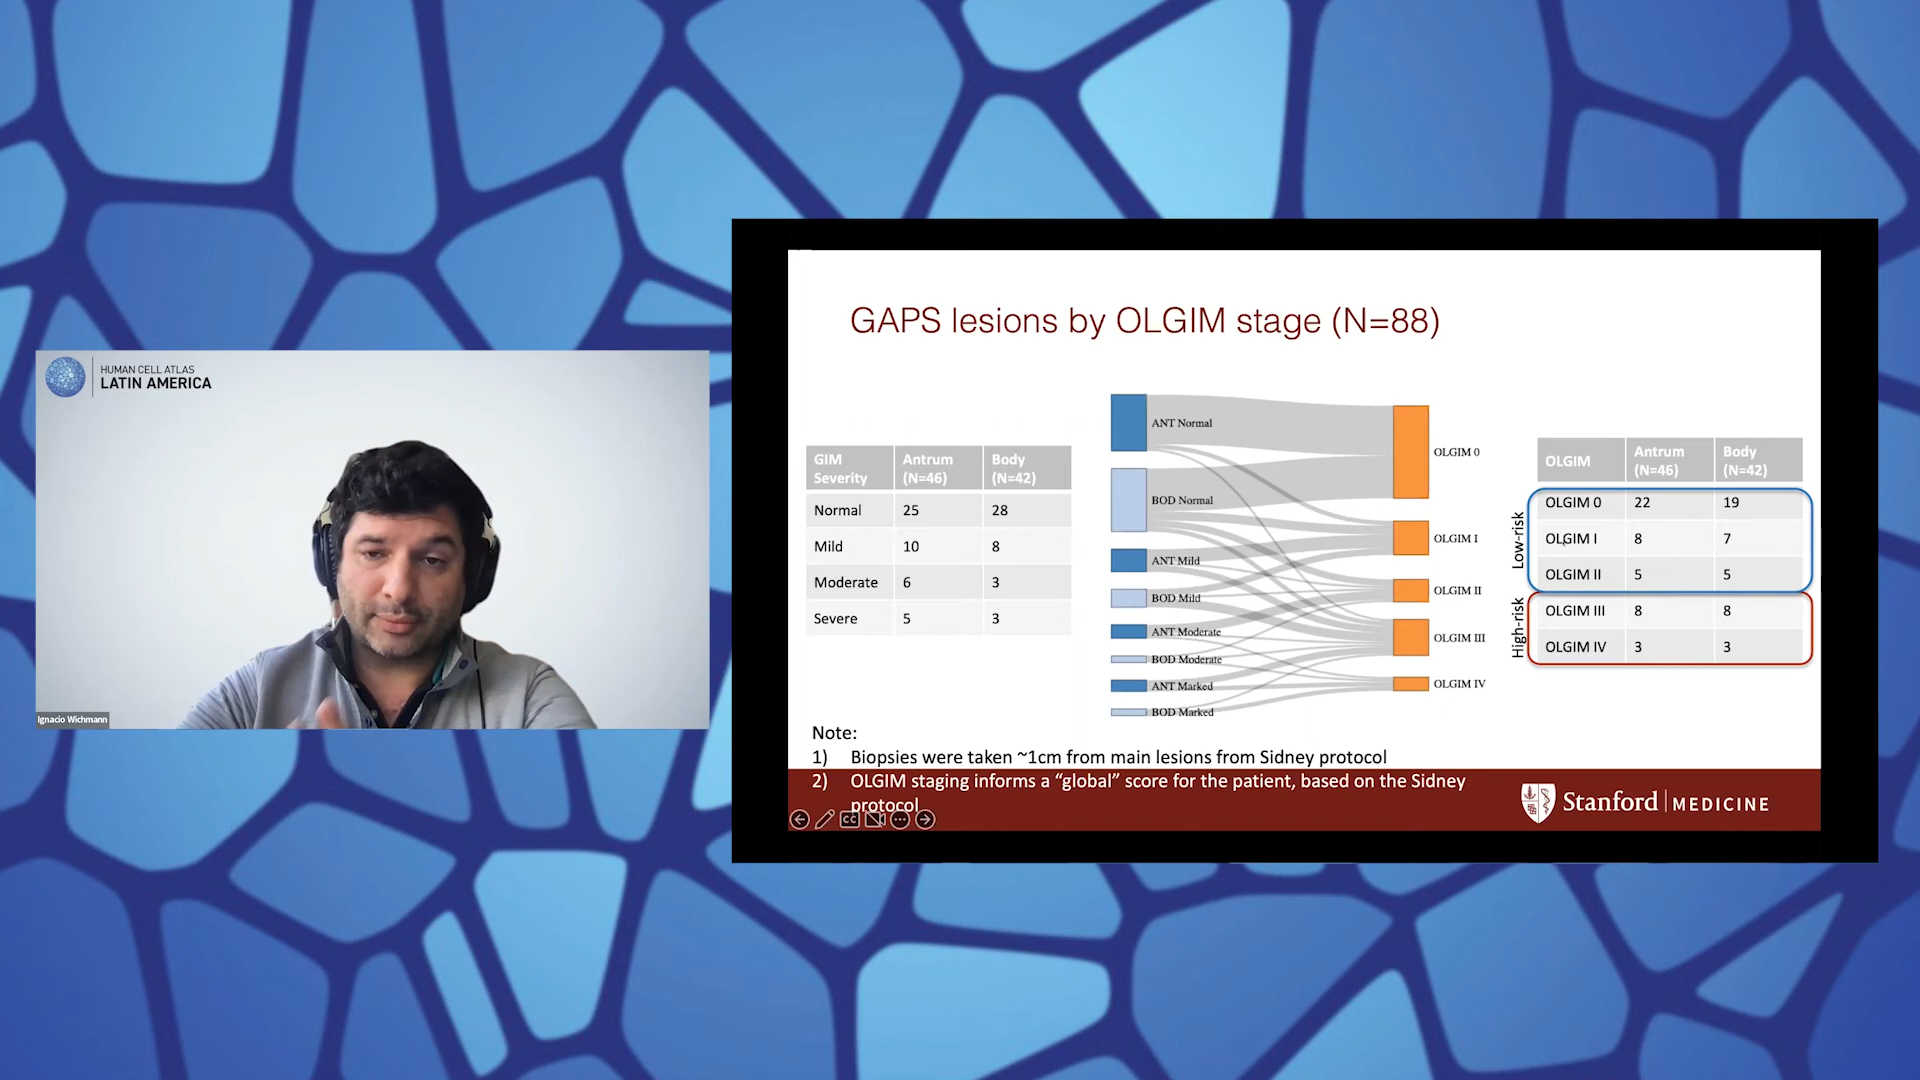 HUMAN CELL ATLAS
LATIN AMERICA
Ignacio Wichmann
GAPS lesions by OLGIM stage (N=88)
GIM Severity Antrum (N=46) Body (N=42)
Normal 25 28
Mild 10 8
Moderate 6 3
Severe 5 3
ANT Normal
BOD Normal
ANT Mild
BOD Mild
ANT Moderate
BOD Moderate
ANT Marked
BOD Marked
OLGIM 0
OLGIM I
OLGIM II
OLGIM III
OLGIM IV
Low-risk
High-risk
OLGIM Antrum (N=46) Body (N=42)
OLGIM 0 22 19
OLGIM I 8 7
OLGIM II 5 5
OLGIM III 8 8
OLGIM IV 3 3
Note:
1) Biopsies were taken ~1cm from main lesions from Sidney protocol
2) OLGIM staging informs a “global” score for the patient, based on the Sidney
protocol
CC
Stanford MEDICINE